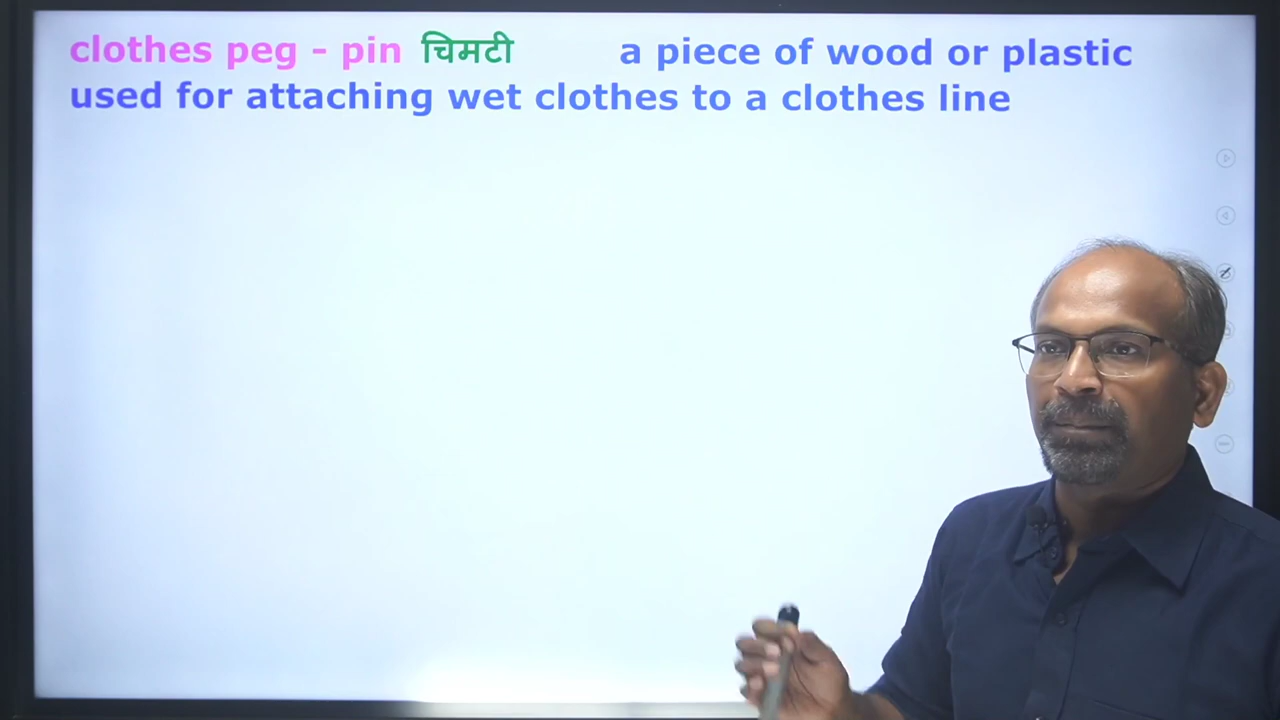 clothes peg - pin चिमटी a piece of wood or plastic
used for attaching wet clothes to a clothes line